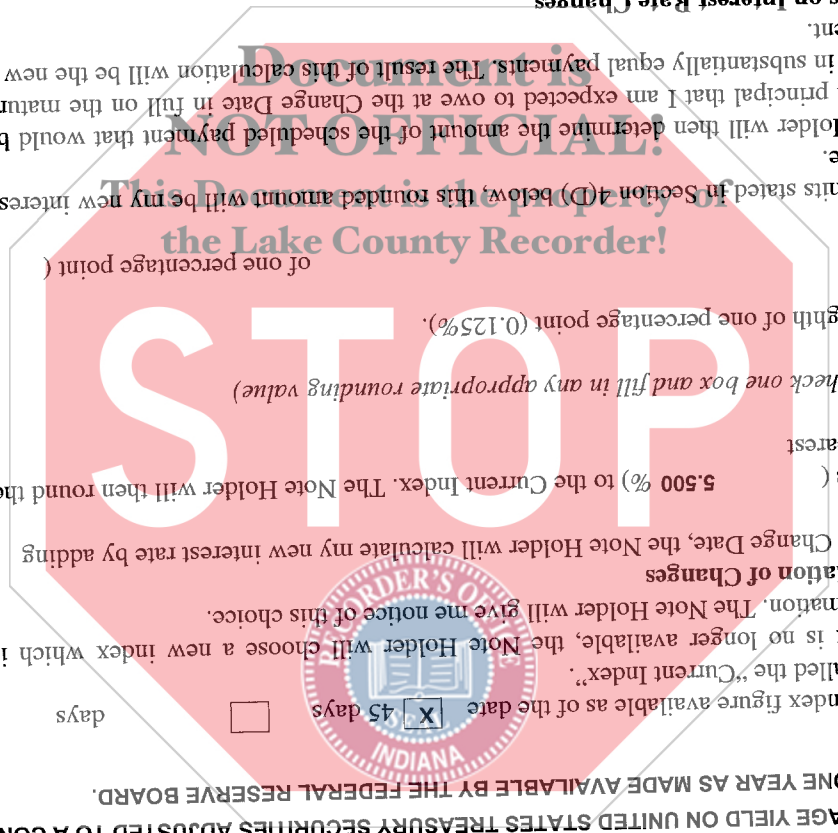 AGE YIELD ON UNITED STATES TREASURY SECURITIES ADJUSTED TO A CON
ONE YEAR AS MADE AVAILABLE BY THE FEDERAL RESERVE BOARD.
ndex figure available as of the date X 45 days days
alled the "Current Index".
is no longer available, the Note Holder will choose a new index which i
mation. The Note Holder will give me notice of this choice.
ation of Changes
Change Date, the Note Holder will calculate my new interest rate by adding
( 5.500 %) to the Current Index. The Note Holder will then round the
earest
heck one box and fill in any appropriate rounding value)
ghth of one percentage point (0.125%).
of one percentage point (
mits stated in Section 4(D) below, this rounded amount will be my new interes
e.
Holder will then determine the amount of the scheduled payment that would b
principal that I am expected to owe at the Change Date in full on the matur
in substantially equal payments. The result of this calculation will be the new
ent.
s on Interest Rate Changes
Document is
NOT OFFICIAL!
This Document is the property of
the Lake County Recorder!
STOP
RECORDER'S OFFICE
SEAL
INDIANA